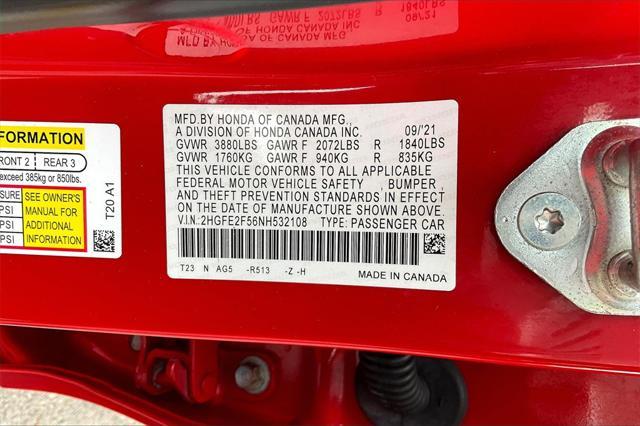 FORMATION
FRONT 2 REAR 3
exceed 385kg or 850lbs.
SURE SEE OWNER'S
PSI MANUAL FOR
PSI ADDITIONAL
PSI INFORMATION
T20 A1
MFD.BY HONDA OF CANADA MFG.,
A DIVISION OF HONDA CANADA INC. 09/'21
GVWR 3880LBS GAWR F 2072LBS R 1840LBS
GVWR 1760KG GAWR F 940KG R 835KG
THIS VEHICLE CONFORMS TO ALL APPLICABLE
FEDERAL MOTOR VEHICLE SAFETY , BUMPER ,
AND THEFT PREVENTION STANDARDS IN EFFECT
ON THE DATE OF MANUFACTURE SHOWN ABOVE.
V.I.N.:2HGFE2F56NH532108 TYPE: PASSENGER CAR
T23 N AG5 -R513 -Z -H
MADE IN CANADA